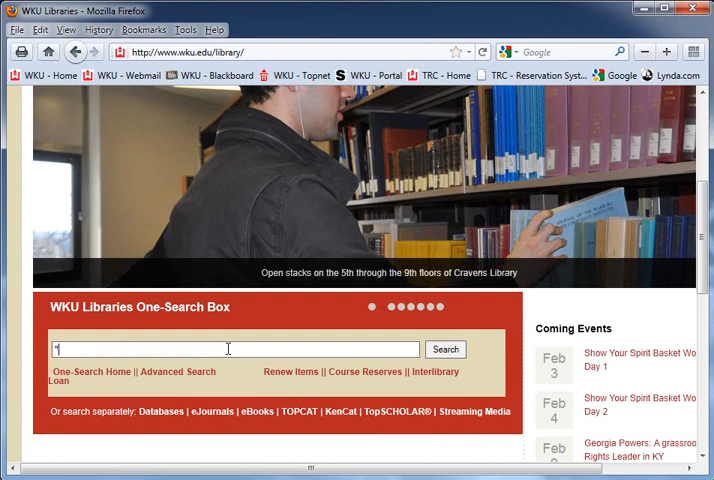 WKU Libraries - Mozilla Firefox
File Edit View History Bookmarks Tools Help
http://www.wku.edu/library/
Google
WKU - Home WKU - Webmail WKU - Blackboard WKU - Topnet WKU - Portal TRC - Home TRC - Reservation Syst... Google Lynda.com
Open stacks on the 5th through the 9th floors of Cravens Library
WKU Libraries One-Search Box
"
Search
One-Search Home || Advanced Search Renew Items || Course Reserves || Interlibrary
Loan
Or search separately: Databases | eJournals | eBooks | TOPCAT | KenCat | TopSCHOLAR® | Streaming Media
Coming Events
Feb
3
Show Your Spirit Basket Wo
Day 1
Feb
4
Show Your Spirit Basket Wo
Day 2
Feb
Georgia Powers: A grassroo
Rights Leader in KY